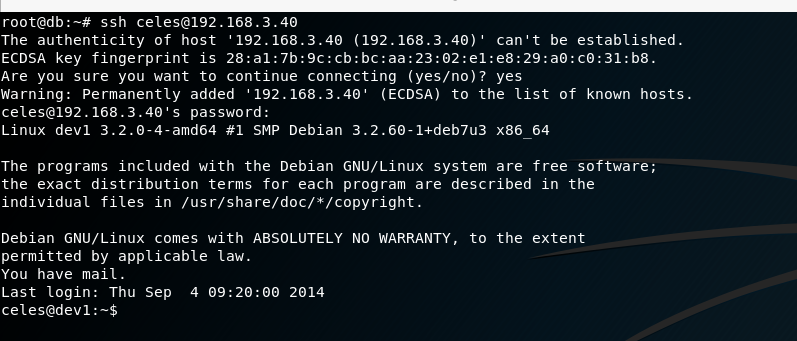 root@db:~# ssh celes@192.168.3.40
The authenticity of host '192.168.3.40 (192.168.3.40)' can't be established.
ECDSA key fingerprint is 28:a1:7b:9c:cb:bc:aa:23:02:e1:e8:29:a0:c0:31:b8.
Are you sure you want to continue connecting (yes/no)? yes
Warning: Permanently added '192.168.3.40' (ECDSA) to the list of known hosts.
celes@192.168.3.40's password:
Linux dev1 3.2.0-4-amd64 #1 SMP Debian 3.2.60-1+deb7u3 x86_64
The programs included with the Debian GNU/Linux system are free software;
the exact distribution terms for each program are described in the
individual files in /usr/share/doc/*/copyright.
Debian GNU/Linux comes with ABSOLUTELY NO WARRANTY, to the extent
permitted by applicable law.
You have mail.
Last login: Thu Sep  4 09:20:00 2014
celes@dev1:~$